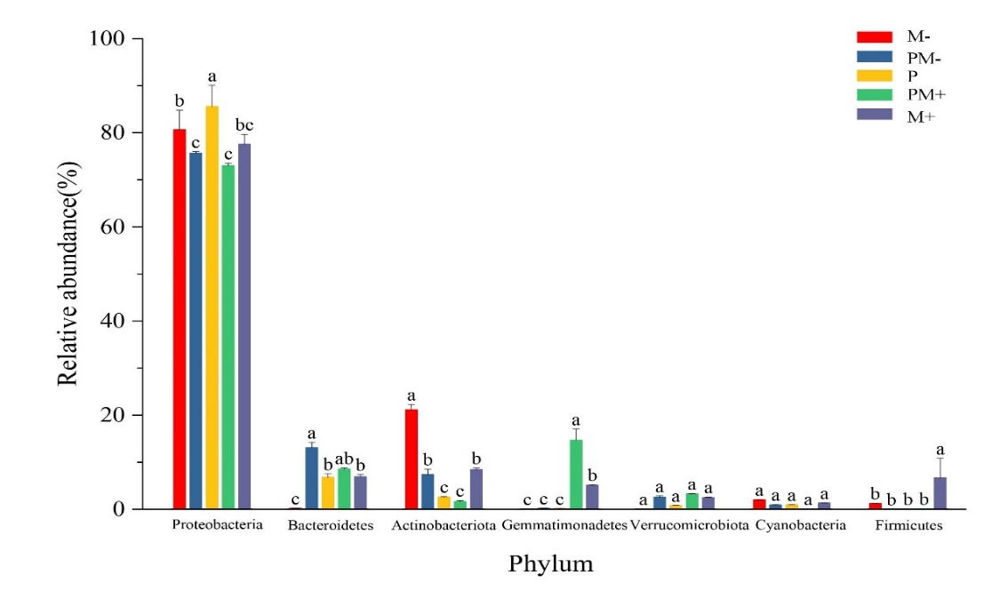 100
80
60
40
20
0
Relative abundance(%)
M-
PM-
P
PM+
M+
b c a c bc
c a b ab b
a b c c b
c c c a b
a a a a a
a a a a a
b b b b a
Proteobacteria Bacteroidetes Actinobacteriota Gemmatimonadetes Verrucomicrobiota Cyanobacteria Firmicutes
Phylum